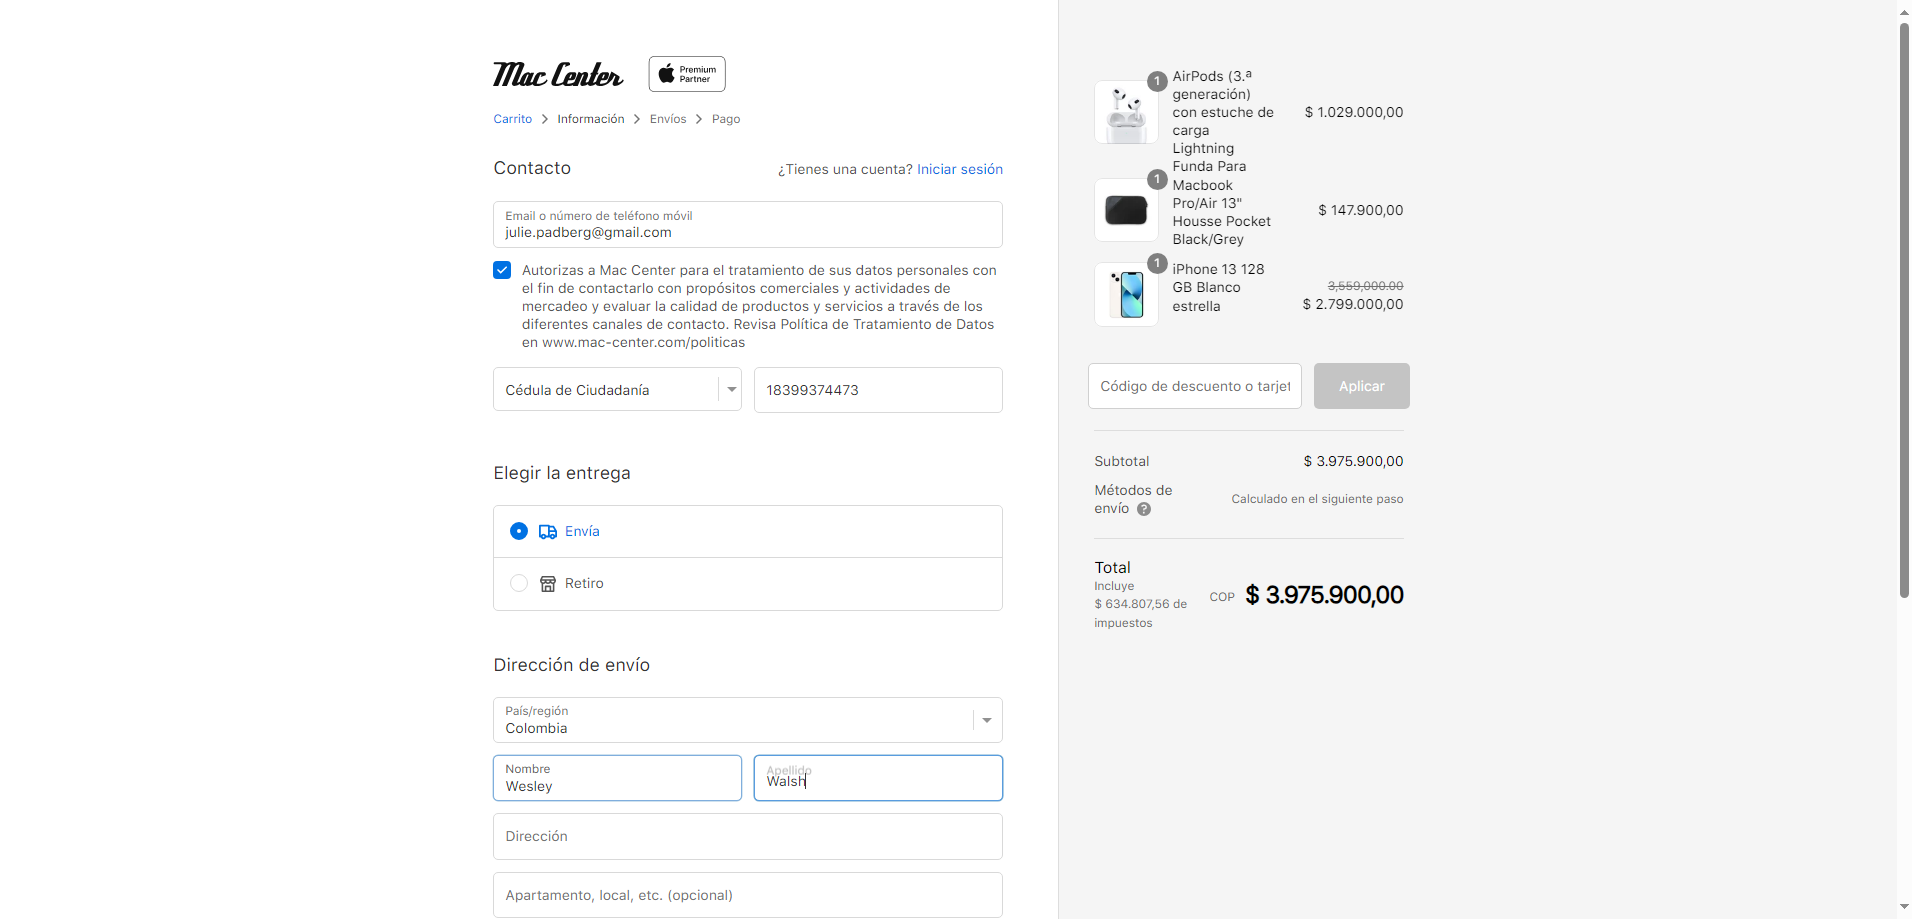 Mac Center
Premium
Partner
Carrito > Información > Envíos > Pago
Contacto
¿Tienes una cuenta? Iniciar sesión
Email o número de teléfono móvil
julie.padberg@gmail.com
Autorizas a Mac Center para el tratamiento de sus datos personales con
el fin de contactarlo con propósitos comerciales y actividades de
mercadeo y evaluar la calidad de productos y servicios a través de los
diferentes canales de contacto. Revisa Política de Tratamiento de Datos
en www.mac-center.com/politicas
Cédula de Ciudadanía
18399374473
Elegir la entrega
Envía
Retiro
Dirección de envío
País/región
Colombia
Nombre
Wesley
Apellido
Walsh
Dirección
Apartamento, local, etc. (opcional)
1
AirPods (3.ª
generación)
con estuche de
carga
Lightning
$ 1.029.000,00
1
Funda Para
Macbook
Pro/Air 13"
Housse Pocket
Black/Grey
$ 147.900,00
1
iPhone 13 128
GB Blanco
estrella
3,559,000.00
$ 2.799.000,00
Código de descuento o tarjet
Aplicar
Subtotal
$ 3.975.900,00
Métodos de
envío ?
Calculado en el siguiente paso
Total
Incluye
$ 634.807,56 de
impuestos
COP $ 3.975.900,00